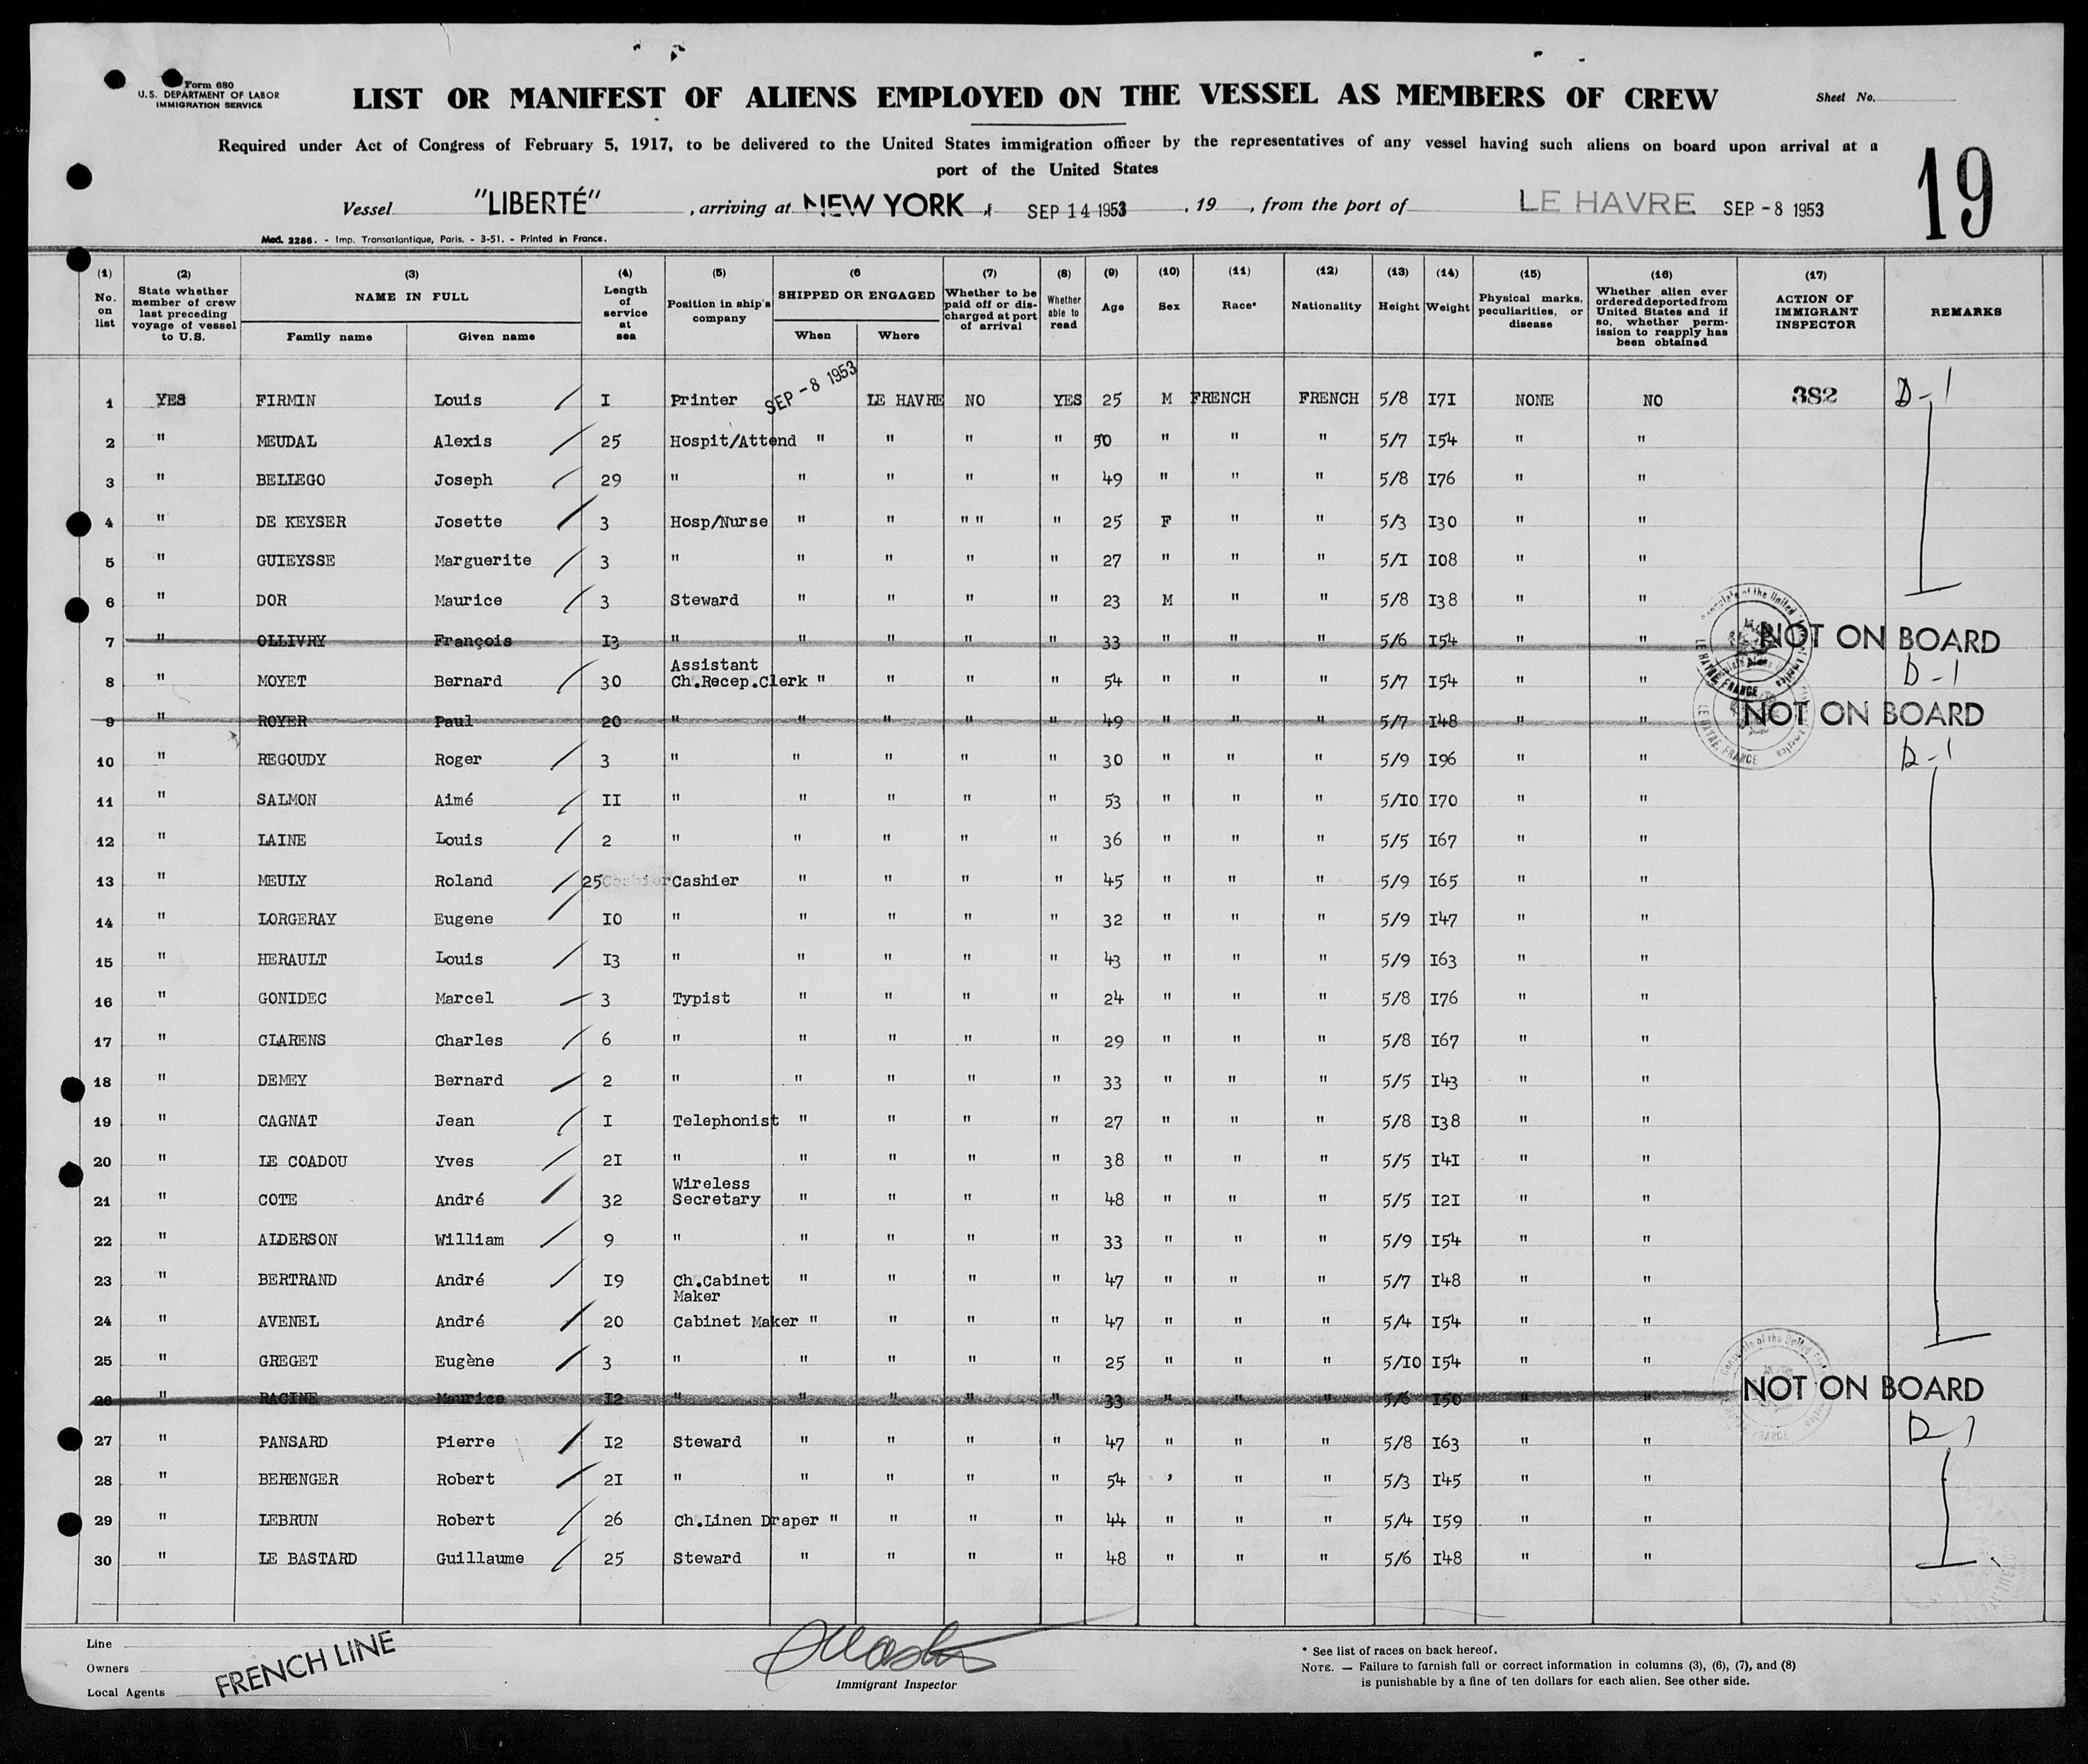 Form 680
U.S. DEPARTMENT OF LABOR
IMMIGRATION SERVICE
LIST OR MANIFEST OF ALIENS EMPLOYED ON THE VESSEL AS MEMBERS OF CREW
Sheet No.
Required under Act of Congress of February 5, 1917, to be delivered to the United States immigration officer by the representatives of any vessel having such aliens on board upon arrival at a
port of the United States
19
Vessel "LIBERTÉ" , arriving at NEW YORK, SEP 14 1953 , 19 , from the port of LE HAVRE SEP -8 1953
Mod. 2286. - Imp. Transatlantique, Paris. - 3-51. - Printed in France.
(1) No. on list (2) State whether member of crew last preceding voyage of vessel to U.S. (3) NAME IN FULL Family name Given name (4) Length of service at sea (5) Position in ship's company (6 SHIPPED OR ENGAGED When Where (7) Whether to be paid off or discharged at port of arrival (8) Whether able to read (9) Age (10) Sex (11) Race* (12) Nationality (13) Height (14) Weight (15) Physical marks, peculiarities, or disease (16) Whether alien ever ordered deported from United States and if so, whether permission to reapply has been obtained (17) ACTION OF IMMIGRANT INSPECTOR REMARKS
1 YES FIRMIN Louis I Printer SEP -8 1953 LE HAVRE NO YES 25 M FRENCH FRENCH 5/8 I7I NONE NO 382 D-1
2 " MEUDAL Alexis 25 Hospit/Attend " " " " 50 " " " 5/7 I54 " "
3 " BELLEGO Joseph 29 " " " " " 49 " " " 5/8 I76 " "
4 " DE KEYSER Josette 3 Hosp/Nurse " " " " " 25 F " " 5/3 I30 " "
5 " GUIEYSSE Marguerite 3 " " " " " 27 " " " 5/I I08 " "
6 " DOR Maurice 3 Steward " " " " 23 M " " 5/8 I38 " "
7 " OLLIVRY François I3 " " " " " 33 " " " 5/6 I54 " " NOT ON BOARD
8 " MOYET Bernard 30 Assistant Ch.Recep.Clerk " " " " 54 " " " 5/7 I54 " " D-1
9 " ROYER Paul 20 " " " " " 49 " " " 5/7 I48 " " NOT ON BOARD
10 " REGOUDY Roger 3 " " " " " 30 " " " 5/9 I96 " " D-1
11 " SALMON Aimé II " " " " " 53 " " " 5/10 I70 " "
12 " LAINE Louis 2 " " " " " 36 " " " 5/5 I67 " "
13 " MEULY Roland 25 Cashier " " " " 45 " " " 5/9 I65 " "
14 " LORGERAY Eugene IO " " " " " 32 " " " 5/9 I47 " "
15 " HERAULT Louis I3 " " " " " 43 " " " 5/9 I63 " "
16 " GONIDEC Marcel 3 Typist " " " " 24 " " " 5/8 I76 " "
17 " CLARENS Charles 6 " " " " " 29 " " " 5/8 I67 " "
18 " DEMEY Bernard 2 " " " " " 33 " " " 5/5 I43 " "
19 " CAGNAT Jean I Telephonist " " " " 27 " " " 5/8 I38 " "
20 " LE COADOU Yves 2I " " " " " 38 " " " 5/5 I4I " "
21 " COTE André 32 Wireless Secretary " " " " 48 " " " 5/5 I2I " "
22 " ALDERSON William 9 " " " " " 33 " " " 5/9 I54 " "
23 " BERTRAND André I9 Ch.Cabinet Maker " " " " 47 " " " 5/7 I48 " "
24 " AVENEL André 20 Cabinet Maker " " " " 47 " " " 5/4 I54 " "
25 " GREGET Eugène 3 " " " " " 25 " " " 5/10 I54 " "
26 " RACINE Maurice I2 " " " " " 33 " " " 5/6 I50 " " NOT ON BOARD
27 " PANSARD Pierre I2 Steward " " " " 47 " " " 5/8 I63 " " D-1
28 " BERENGER Robert 2I " " " " " 54 ' " " 5/3 I45 " "
29 " LEBRUN Robert 26 Ch.Linen Draper " " " " 44 " " " 5/4 I59 " "
30 " LE BASTARD Guillaume 25 Steward " " " " 48 " " " 5/6 I48 " "
Line
Owners
Local Agents
FRENCH LINE
Immigrant Inspector
* See list of races on back hereof.
NOTE. — Failure to furnish full or correct information in columns (3), (6), (7), and (8)
is punishable by a fine of ten dollars for each alien. See other side.